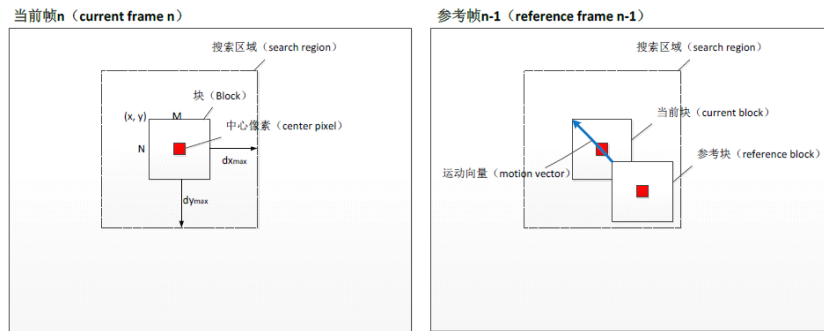 当前帧n（current frame n）
搜索区域（search region）
块（Block）
(x, y)
M
中心像素（center pixel）
N
dxmax
dymax
参考帧n-1（reference frame n-1）
搜索区域（search region）
当前块（current block）
参考块（reference block）
运动向量（motion vector）